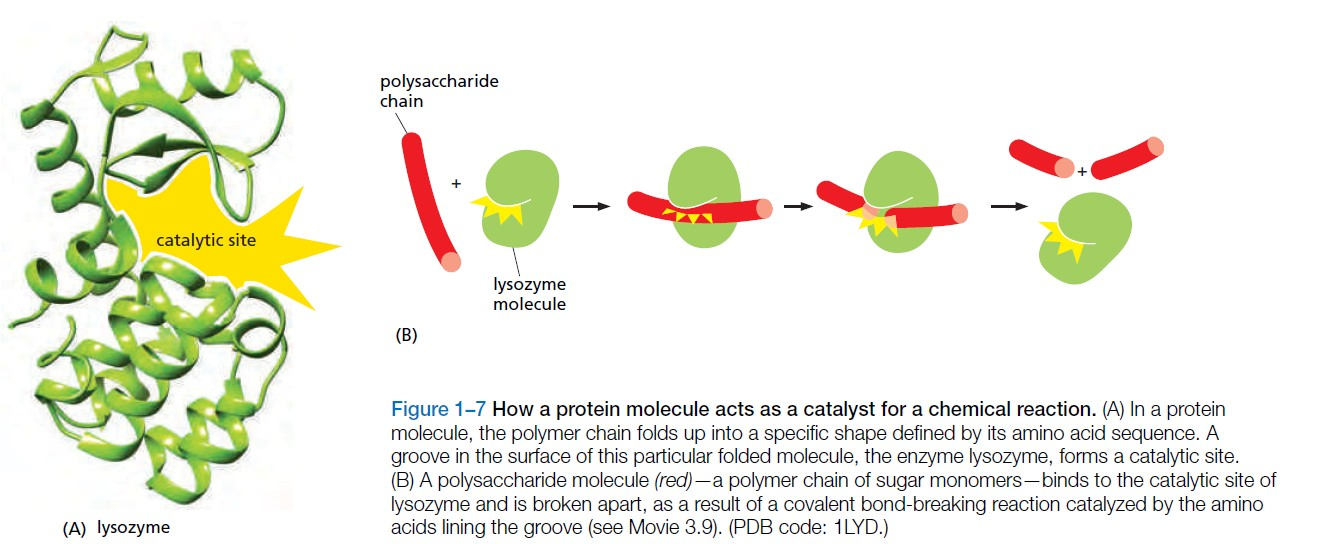 polysaccharide
chain
+
catalytic site
+
lysozyme
molecule
(B)
(A) lysozyme
Figure 1–7 How a protein molecule acts as a catalyst for a chemical reaction. (A) In a protein
molecule, the polymer chain folds up into a specific shape defined by its amino acid sequence. A
groove in the surface of this particular folded molecule, the enzyme lysozyme, forms a catalytic site.
(B) A polysaccharide molecule (red)—a polymer chain of sugar monomers—binds to the catalytic site of
lysozyme and is broken apart, as a result of a covalent bond-breaking reaction catalyzed by the amino
acids lining the groove (see Movie 3.9). (PDB code: 1LYD.)